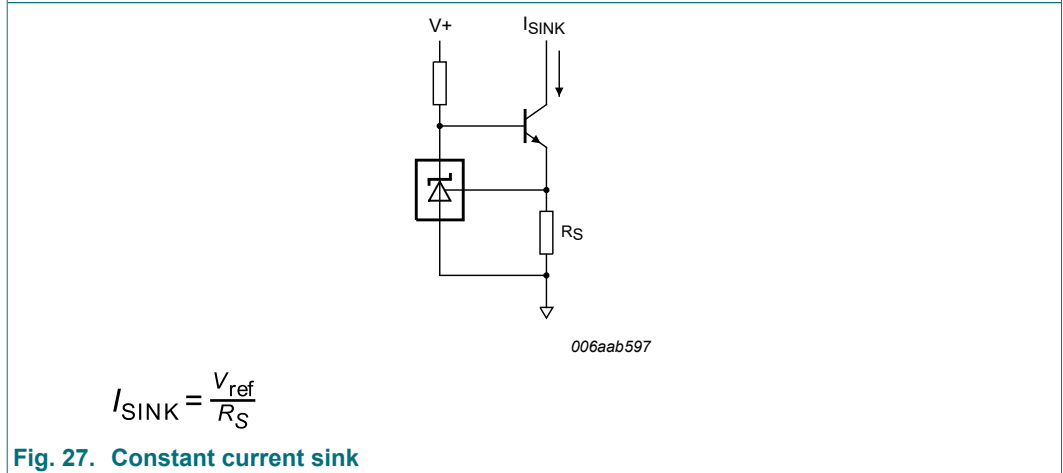 V+
I_SINK
R_S
006aab597
I_SINK = V_ref / R_S
Fig. 27. Constant current sink